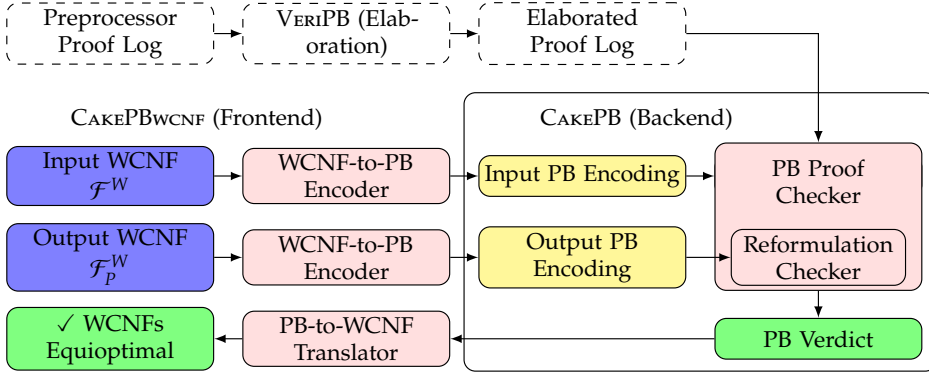 Preprocessor
Proof Log
VERIPB (Elab-
oration)
Elaborated
Proof Log
CAKEPBWCNF (Frontend)
CAKEPB (Backend)
Input WCNF
𝓕^W
WCNF-to-PB
Encoder
Input PB Encoding
PB Proof
Checker
Output WCNF
𝓕_P^W
WCNF-to-PB
Encoder
Output PB
Encoding
Reformulation
Checker
✓ WCNFs
Equioptimal
PB-to-WCNF
Translator
PB Verdict